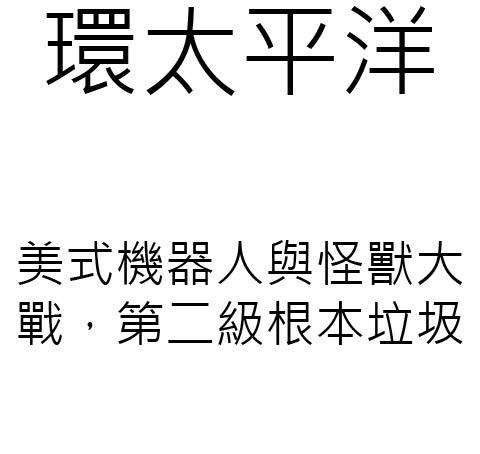 環太平洋
美式機器人與怪獸大
戰，第二級根本垃圾